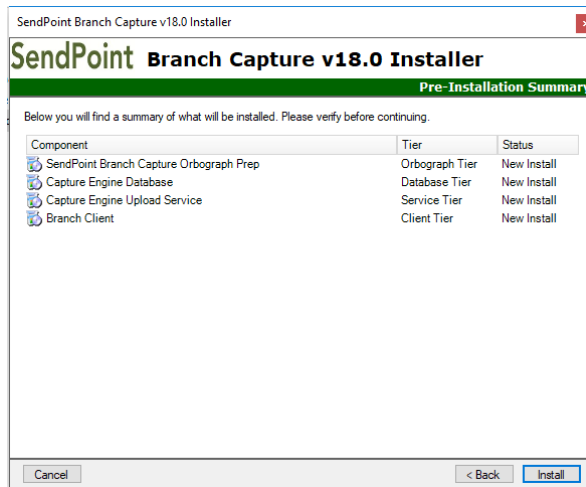 SendPoint Branch Capture v18.0 Installer
SendPoint Branch Capture v18.0 Installer
Pre-Installation Summary
Below you will find a summary of what will be installed. Please verify before continuing.
Component Tier Status
SendPoint Branch Capture Orbograph Prep Orbograph Tier New Install
Capture Engine Database Database Tier New Install
Capture Engine Upload Service Service Tier New Install
Branch Client Client Tier New Install
Cancel < Back Install